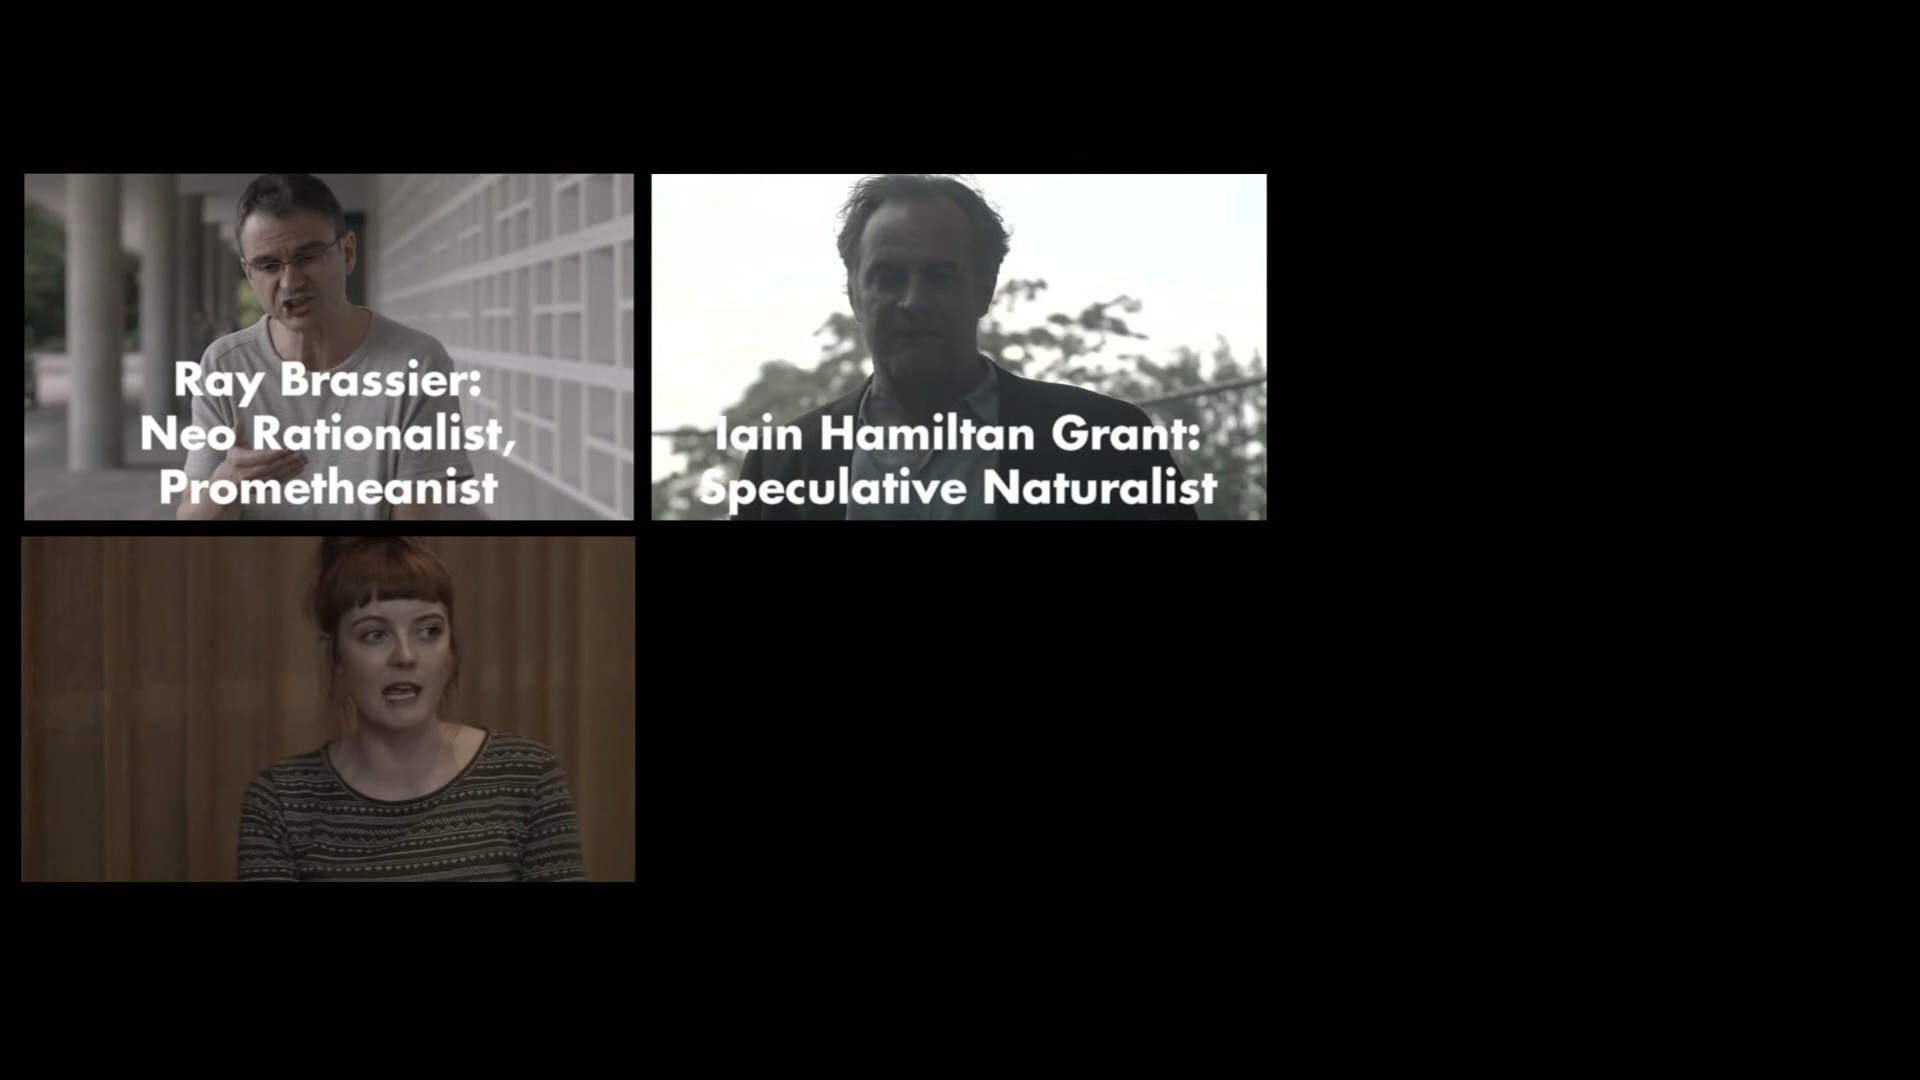 Ray Brassier:
Neo Rationalist,
Prometheanist
Iain Hamiltan Grant:
Speculative Naturalist